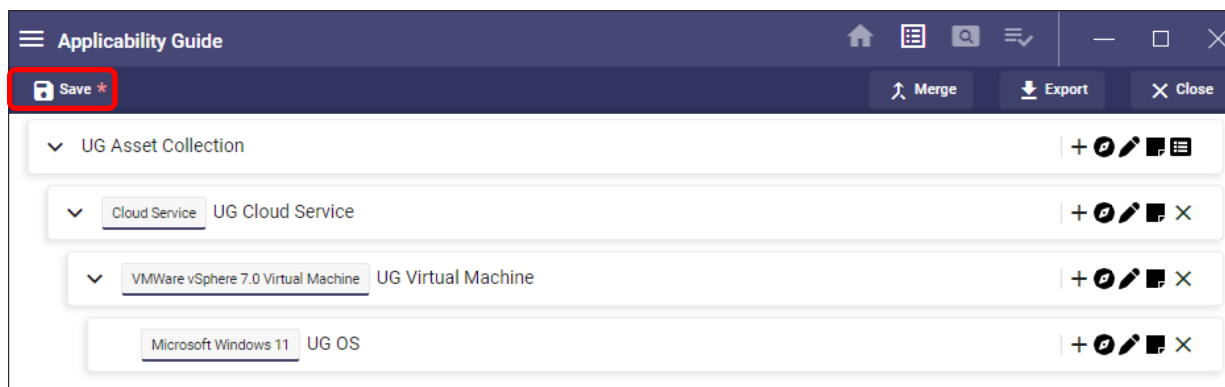 Applicability Guide
Save * Merge Export Close
UG Asset Collection
Cloud Service UG Cloud Service
VMWare vSphere 7.0 Virtual Machine UG Virtual Machine
Microsoft Windows 11 UG OS